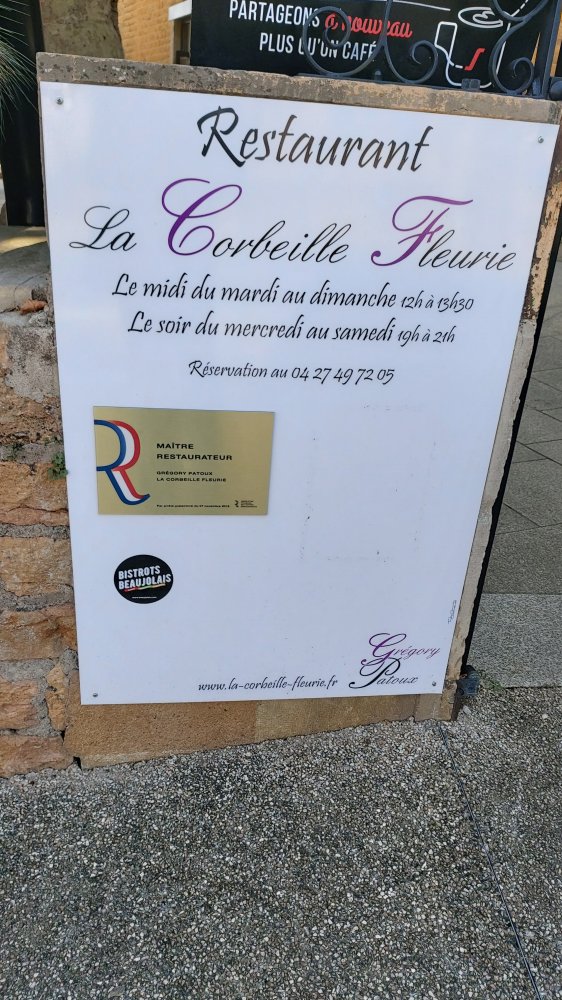 PARTAGEONS à nouveau
PLUS QU'UN CAFÉ
Restaurant
La Corbeille Fleurie
Le midi du mardi au dimanche 12h à 13h30
Le soir du mercredi au samedi 19h à 21h
Réservation au 04 27 49 72 05
MAÎTRE
RESTAURATEUR
GRÉGORY PATOUX
LA CORBEILLE FLEURIE
BISTROTS
BEAUJOLAIS
Grégory
Patoux
www.la-corbeille-fleurie.fr